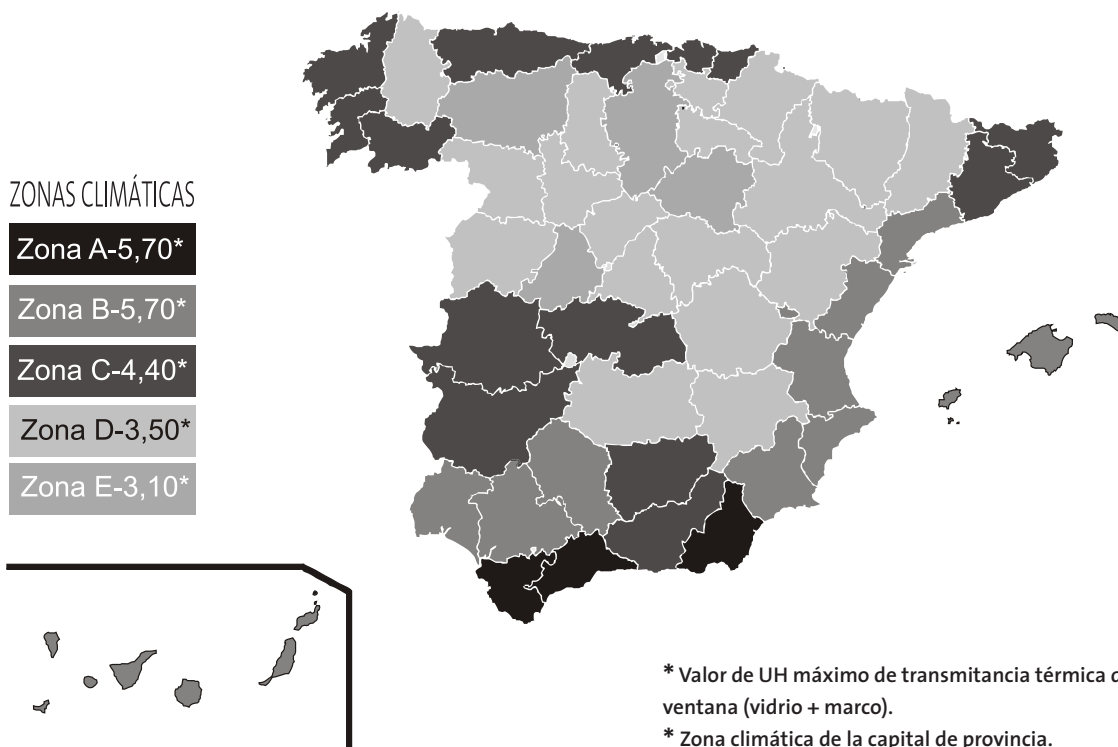 ZONAS CLIMÁTICAS
Zona A-5,70*
Zona B-5,70*
Zona C-4,40*
Zona D-3,50*
Zona E-3,10*
* Valor de UH máximo de transmitancia térmica
ventana (vidrio + marco).
* Zona climática de la capital de provincia.